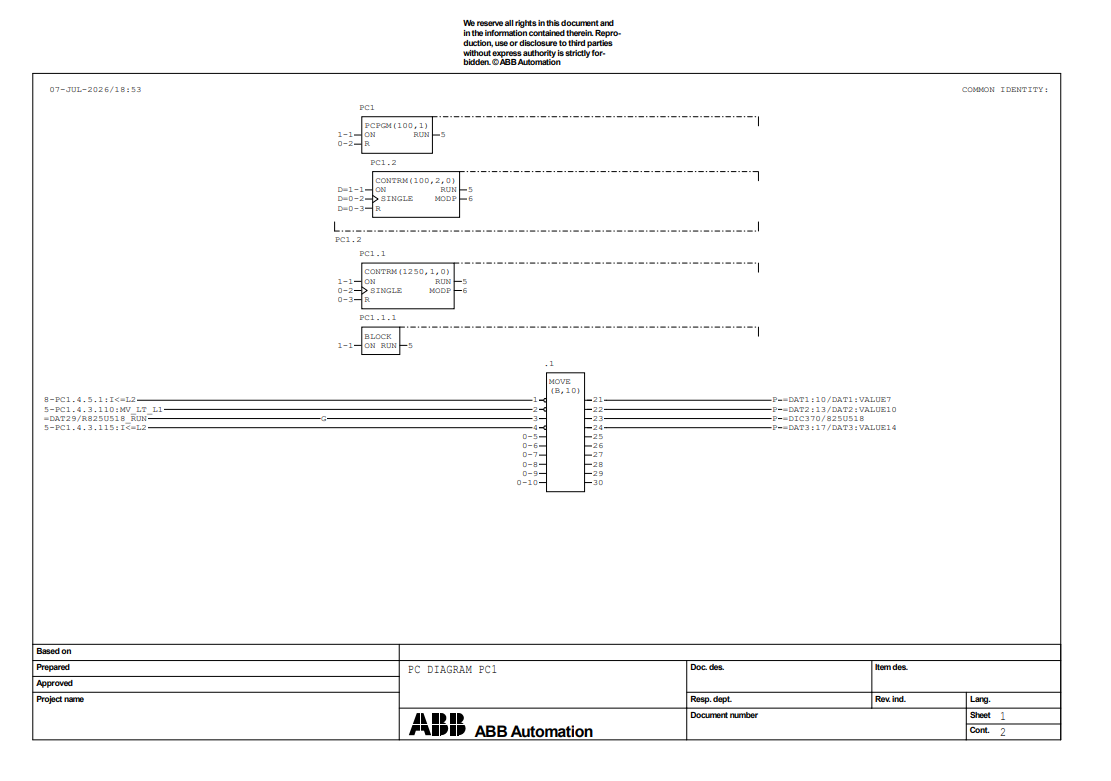 We reserve all rights in this document and
in the information contained therein. Repro-
duction, use or disclosure to third parties
without express authority is strictly for-
bidden. © ABB Automation
07-JUL-2026/18:53 COMMON IDENTITY:
PC1
PCPGM(100,1)
1-1 ON RUN 5
0-2 R
PC1.2
CONTRM(100,2,0)
D=1-1 ON RUN 5
D=0-2 SINGLE MODP 6
D=0-3 R
PC1.2
PC1.1
CONTRM(1250,1,0)
1-1 ON RUN 5
0-2 SINGLE MODP 6
0-3 R
PC1.1.1
BLOCK
1-1 ON RUN 5
.1
MOVE
(B,10)
8-PC1.4.5.1:I<=L2 1 21 P-=DAT1:10/DAT1:VALUE7
5-PC1.4.3.110:MV_LT_L1 2 22 P-=DAT2:13/DAT2:VALUE10
=DAT29/R825U518_RUN G 3 23 P-=DIC370/825U518
5-PC1.4.3.115:I<=L2 4 24 P-=DAT3:17/DAT3:VALUE14
0-5 25
0-6 26
0-7 27
0-8 28
0-9 29
0-10 30
Based on
Prepared
Approved
Project name
PC DIAGRAM PC1
Doc. des. Item des.
Resp. dept. Rev. ind. Lang.
ABB ABB Automation
Document number
Sheet 1
Cont. 2